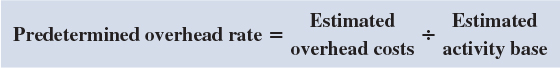 Predetermined overhead rate = Estimated overhead costs ÷ Estimated activity base